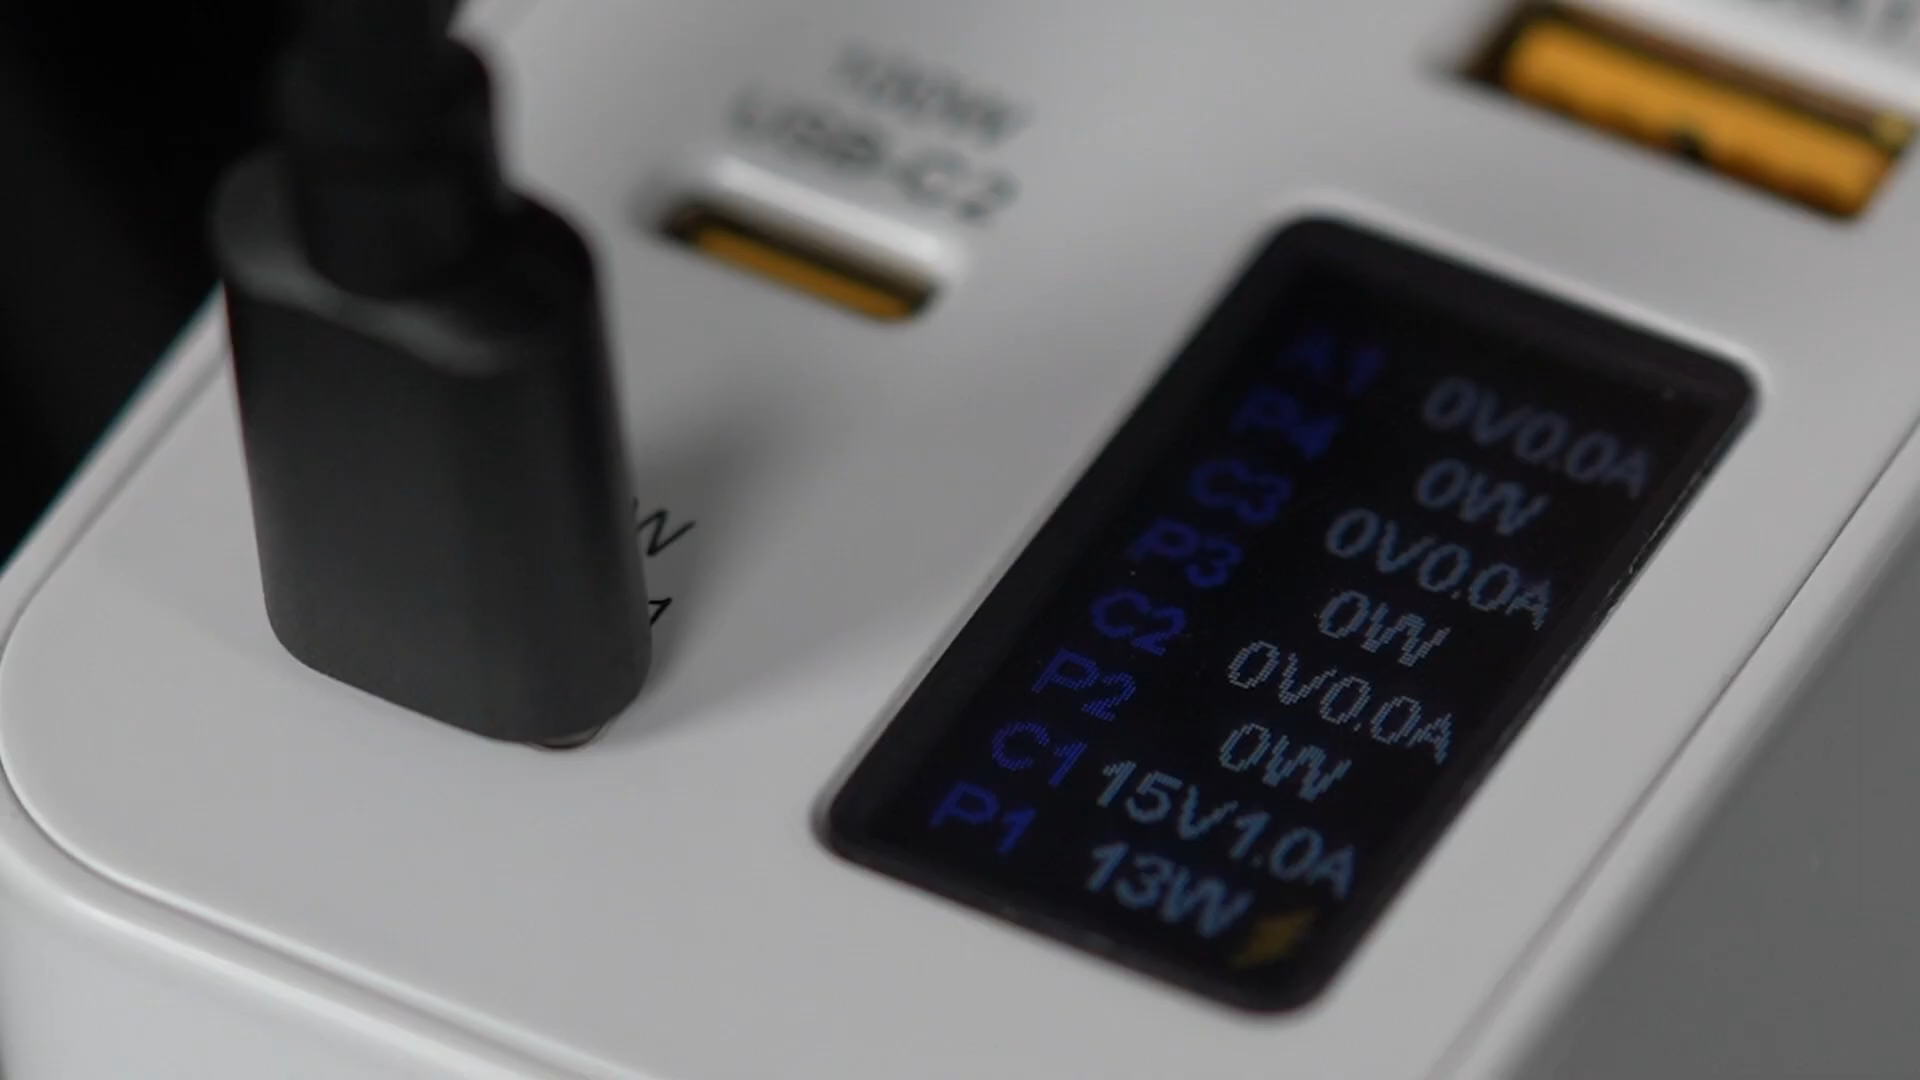 100W
USB-C2
W
A1 0V0.0A
P4 0W
C3 0V0.0A
P3 0W
C2 0V0.0A
P2 0W
C1 15V1.0A
P1 13W